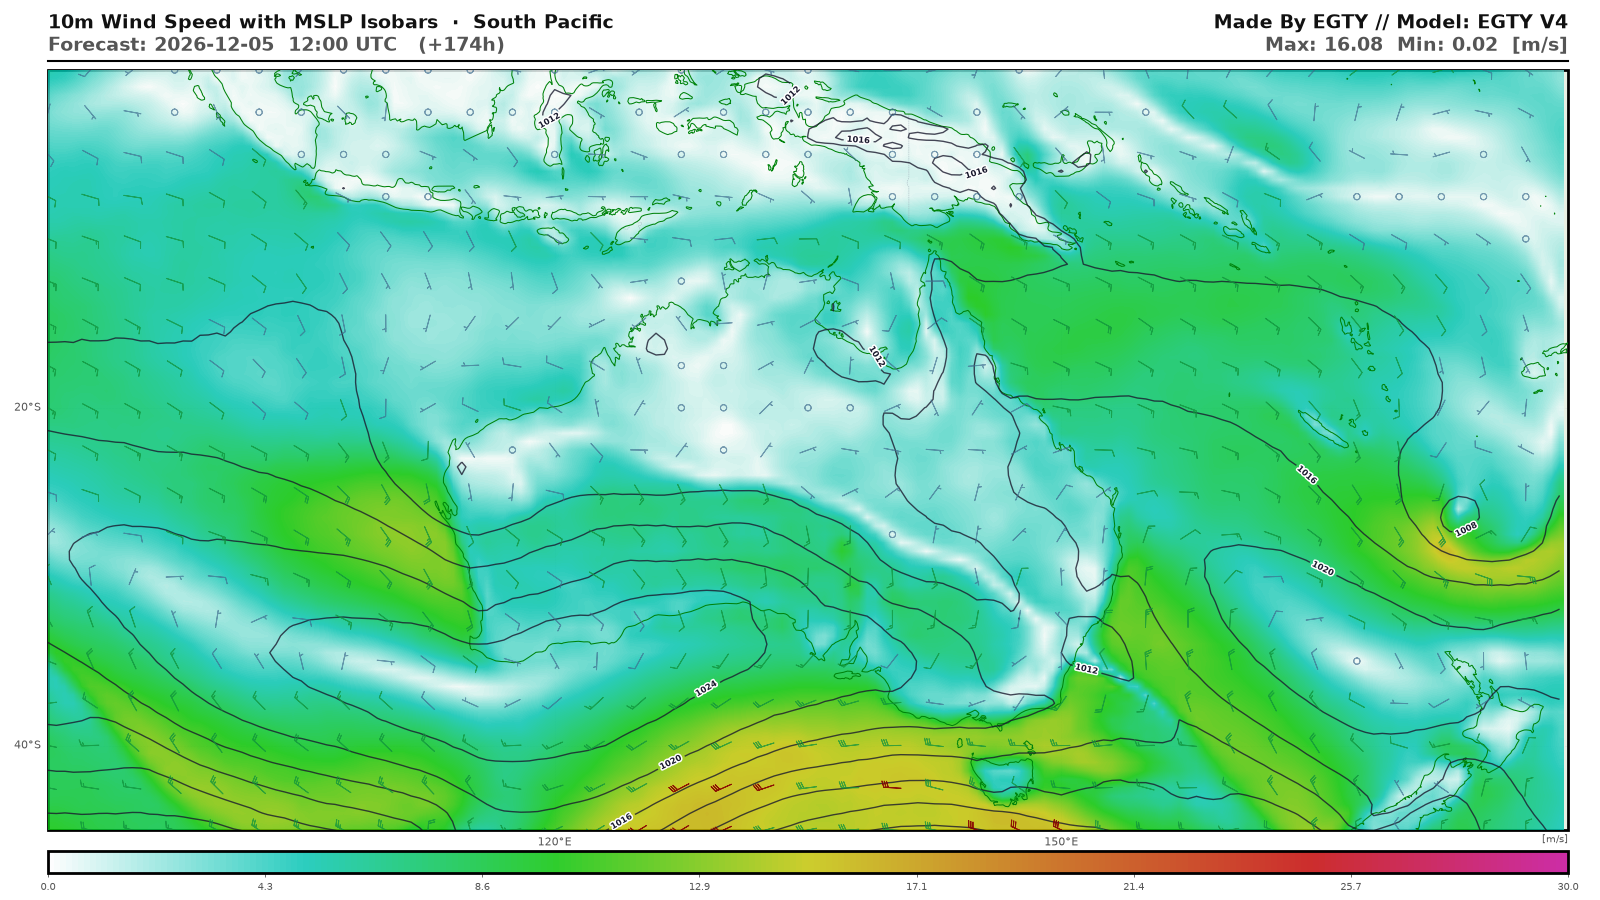 10m Wind Speed with MSLP Isobars · South Pacific
Made By EGTY // Model: EGTY V4
Forecast: 2026-12-05 12:00 UTC (+174h)
Max: 16.08 Min: 0.02 [m/s]
1012
1012
1016
1016
1012
20°S
1016
1008
1020
1012
1024
40°S
1020
1016
120°E
150°E
[m/s]
0.0
4.3
8.6
12.9
17.1
21.4
25.7
30.0